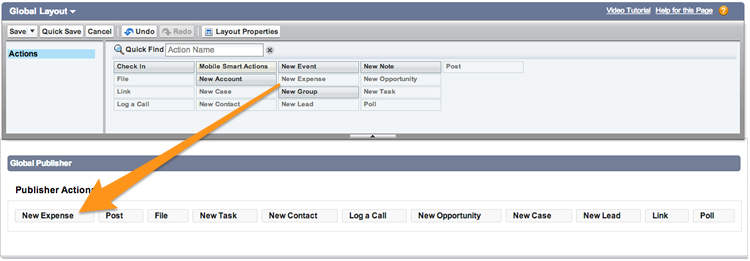 Global Layout
Video Tutorial Help for this Page ?
Save Quick Save Cancel Undo Redo Layout Properties
Actions
Quick Find Action Name
Check In Mobile Smart Actions New Event New Note Post
File New Account New Expense New Opportunity
Link New Case New Group New Task
Log a Call New Contact New Lead Poll
Global Publisher
Publisher Actions
New Expense Post File New Task New Contact Log a Call New Opportunity New Case New Lead Link Poll